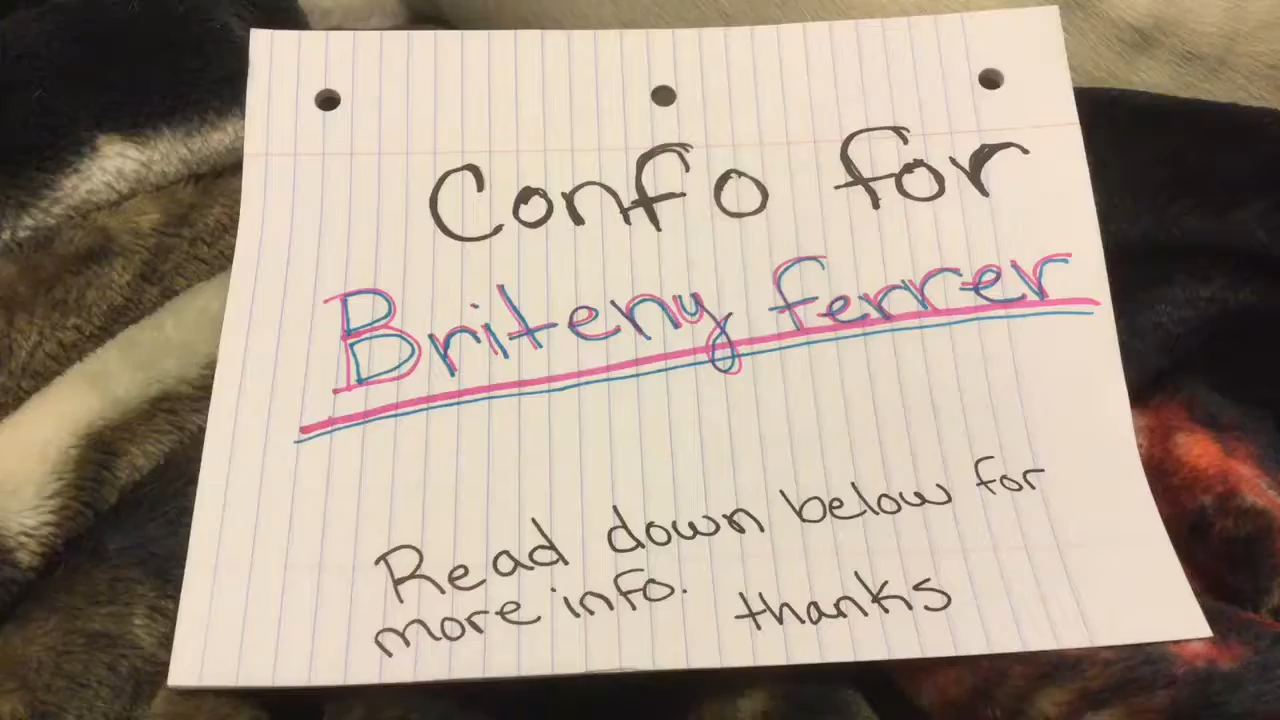 Confo for
Briteny ferrer
Read down below for
more info. thanks